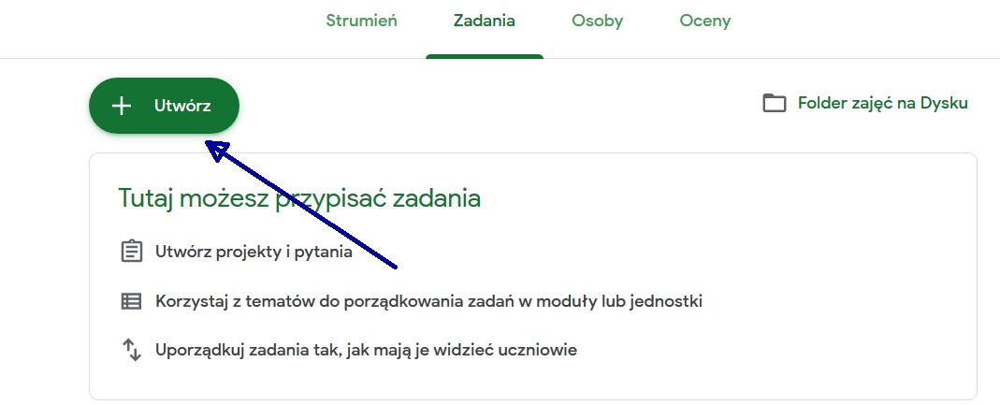 Strumień Zadania Osoby Oceny
Utwórz
Folder zajęć na Dysku
Tutaj możesz przypisać zadania
Utwórz projekty i pytania
Korzystaj z tematów do porządkowania zadań w moduły lub jednostki
Uporządkuj zadania tak, jak mają je widzieć uczniowie